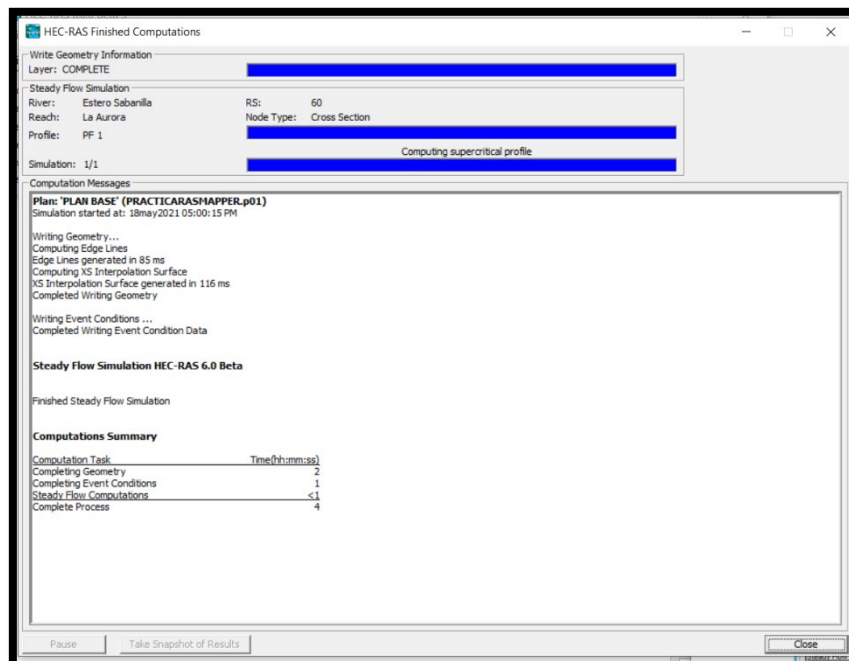 HEC-RAS Finished Computations
Write Geometry Information
Layer: COMPLETE
Steady Flow Simulation
River: Estero Sabanilla RS: 60
Reach: La Aurora Node Type: Cross Section
Profile: PF 1
Computing supercritical profile
Simulation: 1/1
Computation Messages
Plan: 'PLAN BASE' (PRACTICARASMAPPER.p01)
Simulation started at: 18may2021 05:00:15 PM
Writing Geometry...
Computing Edge Lines
Edge Lines generated in 85 ms
Computing XS Interpolation Surface
XS Interpolation Surface generated in 116 ms
Completed Writing Geometry
Writing Event Conditions ...
Completed Writing Event Condition Data
Steady Flow Simulation HEC-RAS 6.0 Beta
Finished Steady Flow Simulation
Computations Summary
Computation Task Time(hh:mm:ss)
Completing Geometry 2
Completing Event Conditions 1
Steady Flow Computations <1
Complete Process 4
Pause Take Snapshot of Results Close